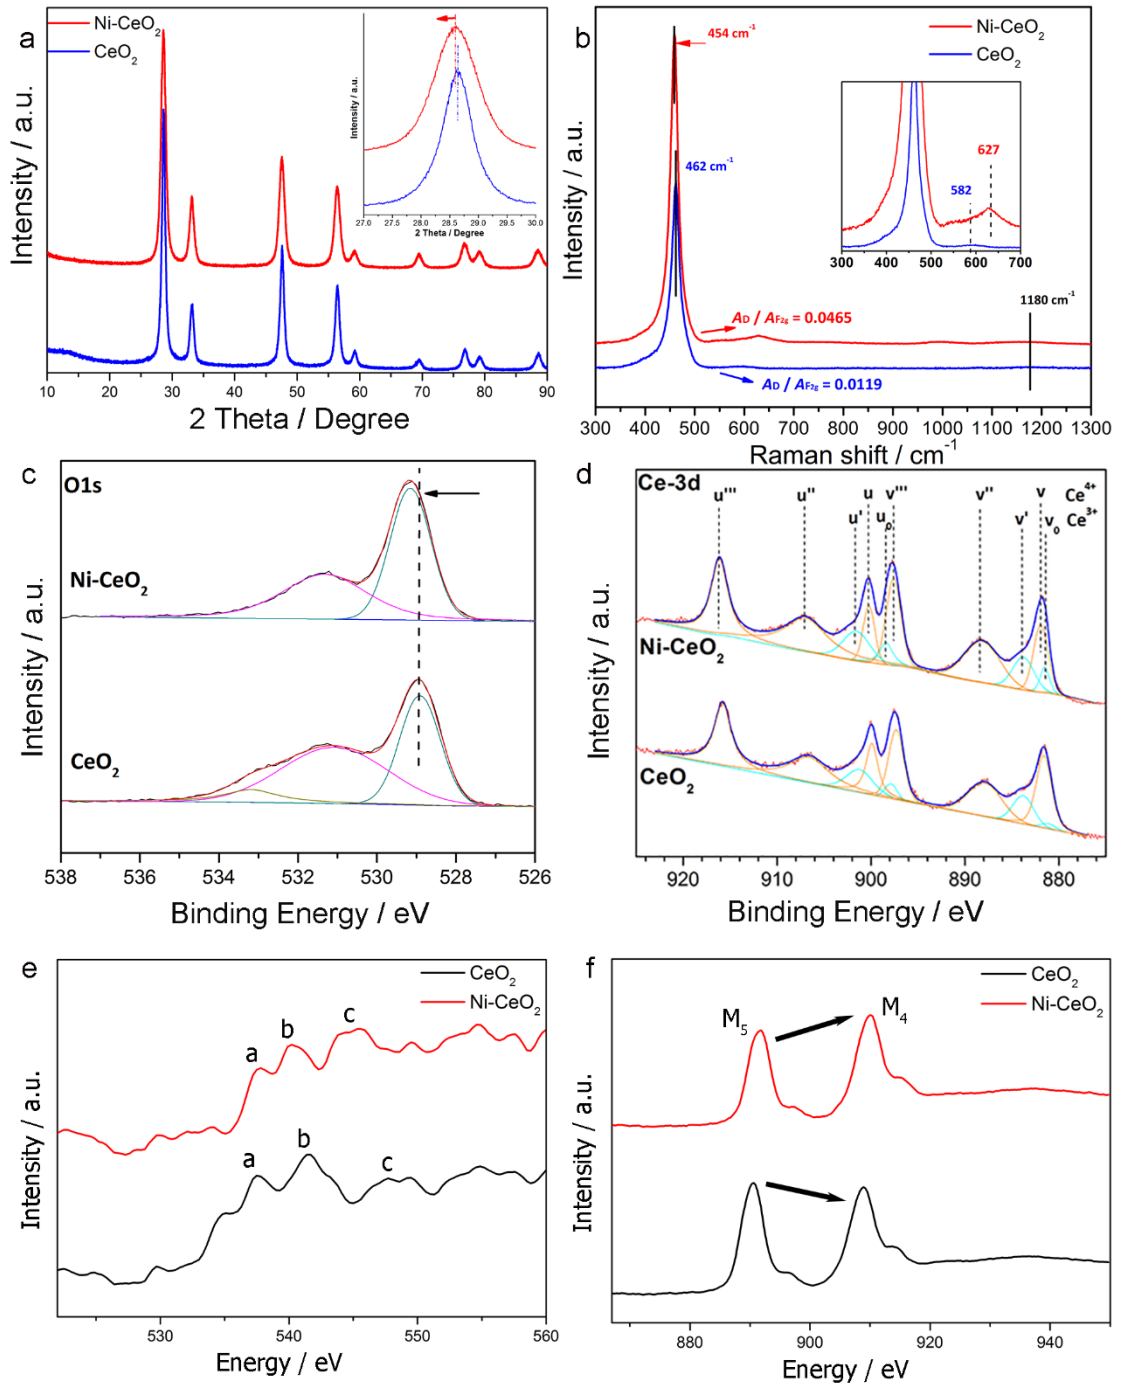 a
Ni-CeO₂
CeO₂
Intensity / a.u.
10 20 30 40 50 60 70 80 90
2 Theta / Degree
Intensity / a.u.
27.0 27.5 28.0 28.5 29.0 29.5 30.0
2 Theta / Degree
b
Ni-CeO₂
CeO₂
454 cm⁻¹
462 cm⁻¹
627
582
300 400 500 600 700
1180 cm⁻¹
A_D / A_F₂g = 0.0465
A_D / A_F₂g = 0.0119
Intensity / a.u.
300 400 500 600 700 800 900 1000 1100 1200 1300
Raman shift / cm⁻¹
c
O1s
Ni-CeO₂
CeO₂
Intensity / a.u.
538 536 534 532 530 528 526
Binding Energy / eV
d
Ce-3d
u''' u'' u' u u₀ v''' v'' v' v Ce⁴⁺
v₀ Ce³⁺
Ni-CeO₂
CeO₂
Intensity / a.u.
920 910 900 890 880
Binding Energy / eV
e
CeO₂
Ni-CeO₂
a b c
a b c
Intensity / a.u.
530 540 550 560
Energy / eV
f
CeO₂
Ni-CeO₂
M₅ M₄
Intensity / a.u.
880 900 920 940
Energy / eV